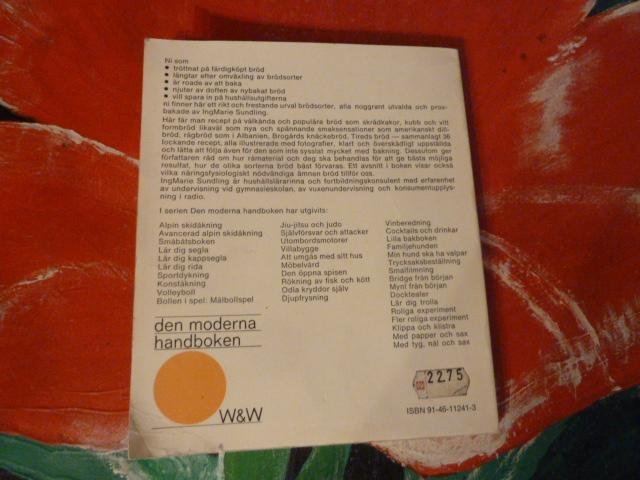 Ni som
• tröttnat på färdigköpt bröd
• längtar efter omväxling av brödsorter
• är roade av att baka
• njuter av doften av nybakat bröd
• vill spara in på hushållsutgifterna
ni finner här ett rikt och frestande urval brödsorter, alla noggrant utvalda och prov-
bakade av IngMarie Sundling.
Här får man recept på välkända och populära bröd som skrädkakor, kubb och vitt
formbröd likaväl som nya och spännande smaksensationer som amerikanskt dill-
bröd, rågbröd som i Albanien, Brogårds knäckebröd, Tireds bröd — sammanlagt 36
lockande recept, alla illustrerade med fotografier, klart och överskådligt uppställda
och lätta att följa även för den som inte sysslat mycket med bakning. Dessutom ger
författaren råd om hur råmaterial och deg ska behandlas för att ge bästa möjliga
resultat, hur de olika sorterna bröd bäst förvaras. Ett avsnitt i boken visar också
vilka näringsfysiologiskt nödvändiga ämnen bröd tillför oss.
IngMarie Sundling är hushållslärarinna och fortbildningskonsulent med erfarenhet
av undervisning vid gymnasieskolan, av vuxenundervisning och konsumentupplys-
ning i radio.
I serien Den moderna handboken har utgivits:
Alpin skidåkning
Avancerad alpin skidåkning
Småbåtsboken
Lär dig segla
Lär dig kappsegla
Lär dig rida
Sportdykning
Konståkning
Volleyboll
Bollen i spel: Målbollspel
Jiu-jitsu och judo
Självförsvar och attacker
Utombordsmotorer
Villabygge
Att umgås med sitt hus
Möbelvård
Den öppna spisen
Rökning av fisk och kött
Odla kryddor själv
Djupfrysning
Vinberedning
Cocktails och drinkar
Lilla bakboken
Familjehunden
Min hund ska ha valpar
Trycksaksbeställning
Smalfilmning
Bridge från början
Mynt från början
Dockteater
Lär dig trolla
Roliga experiment
Fler roliga experiment
Klippa och klistra
Med papper och sax
Med tyg, nål och sax
den moderna
handboken
W&W
22.75
ISBN 91-46-11241-3